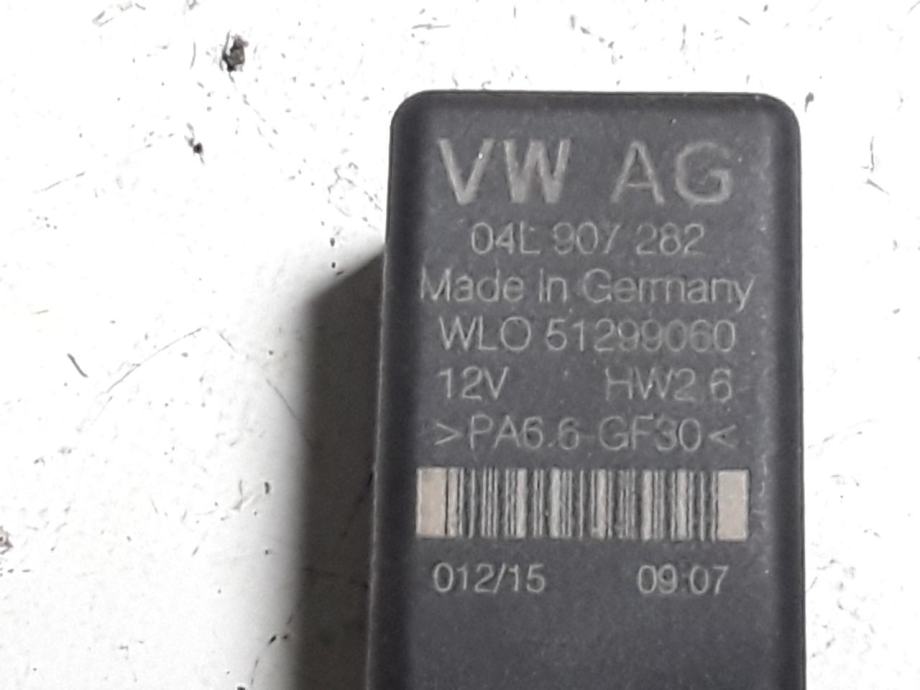 VW AG
04L 907 282
Made in Germany
WLO 51299060
12V HW2.6
>PA6.6-GF30<
012/15 09:07